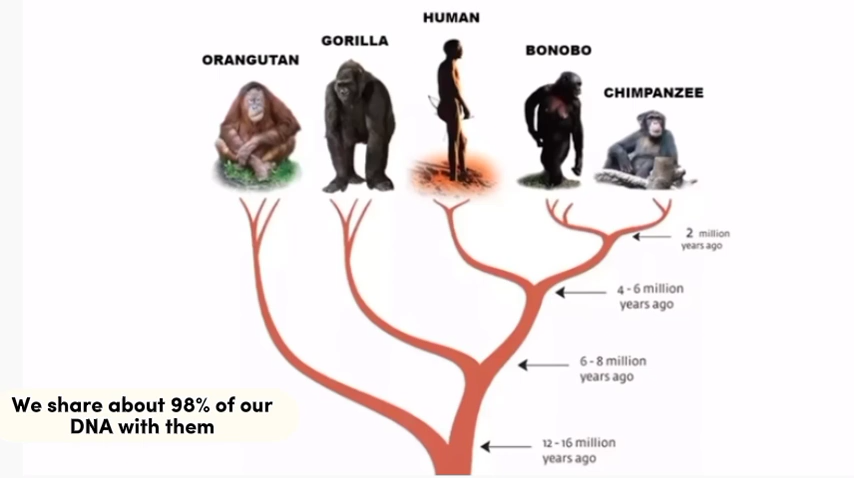 HUMAN
GORILLA
BONOBO
ORANGUTAN
CHIMPANZEE
2 million
years ago
4 - 6 million
years ago
6 - 8 million
years ago
We share about 98% of our
DNA with them
12 - 16 million
years ago